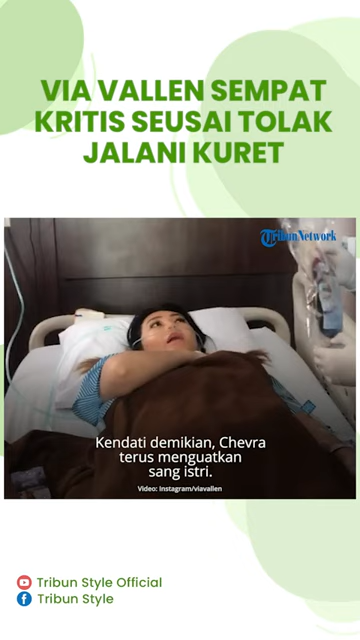 VIA VALLEN SEMPAT
KRITIS SEUSAI TOLAK
JALANI KURET
TribunNetwork
Kendati demikian, Chevra
terus menguatkan
sang istri.
Video: Instagram/viavallen
Tribun Style Official
Tribun Style